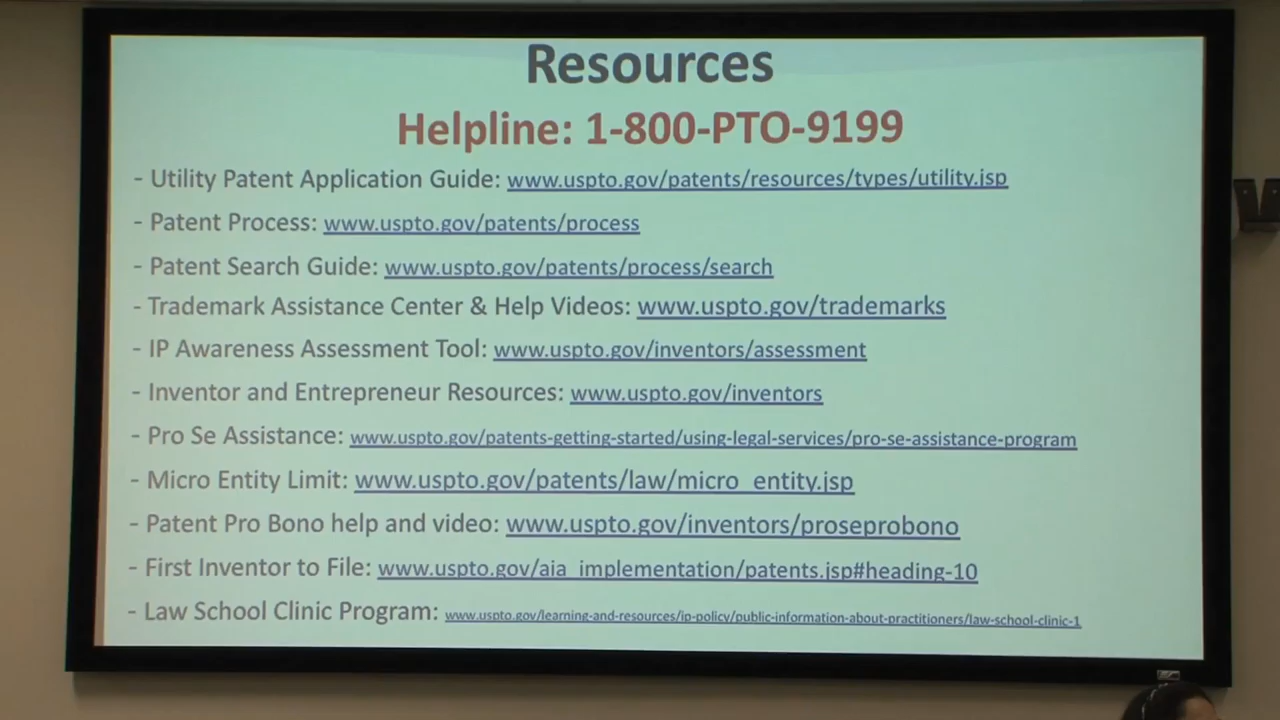 Resources
Helpline: 1-800-PTO-9199
- Utility Patent Application Guide: www.uspto.gov/patents/resources/types/utility.jsp
- Patent Process: www.uspto.gov/patents/process
- Patent Search Guide: www.uspto.gov/patents/process/search
- Trademark Assistance Center & Help Videos: www.uspto.gov/trademarks
- IP Awareness Assessment Tool: www.uspto.gov/inventors/assessment
- Inventor and Entrepreneur Resources: www.uspto.gov/inventors
- Pro Se Assistance: www.uspto.gov/patents-getting-started/using-legal-services/pro-se-assistance-program
- Micro Entity Limit: www.uspto.gov/patents/law/micro_entity.jsp
- Patent Pro Bono help and video: www.uspto.gov/inventors/proseprobono
- First Inventor to File: www.uspto.gov/aia_implementation/patents.jsp#heading-10
- Law School Clinic Program: www.uspto.gov/learning-and-resources/ip-policy/public-information-about-practitioners/law-school-clinic-1